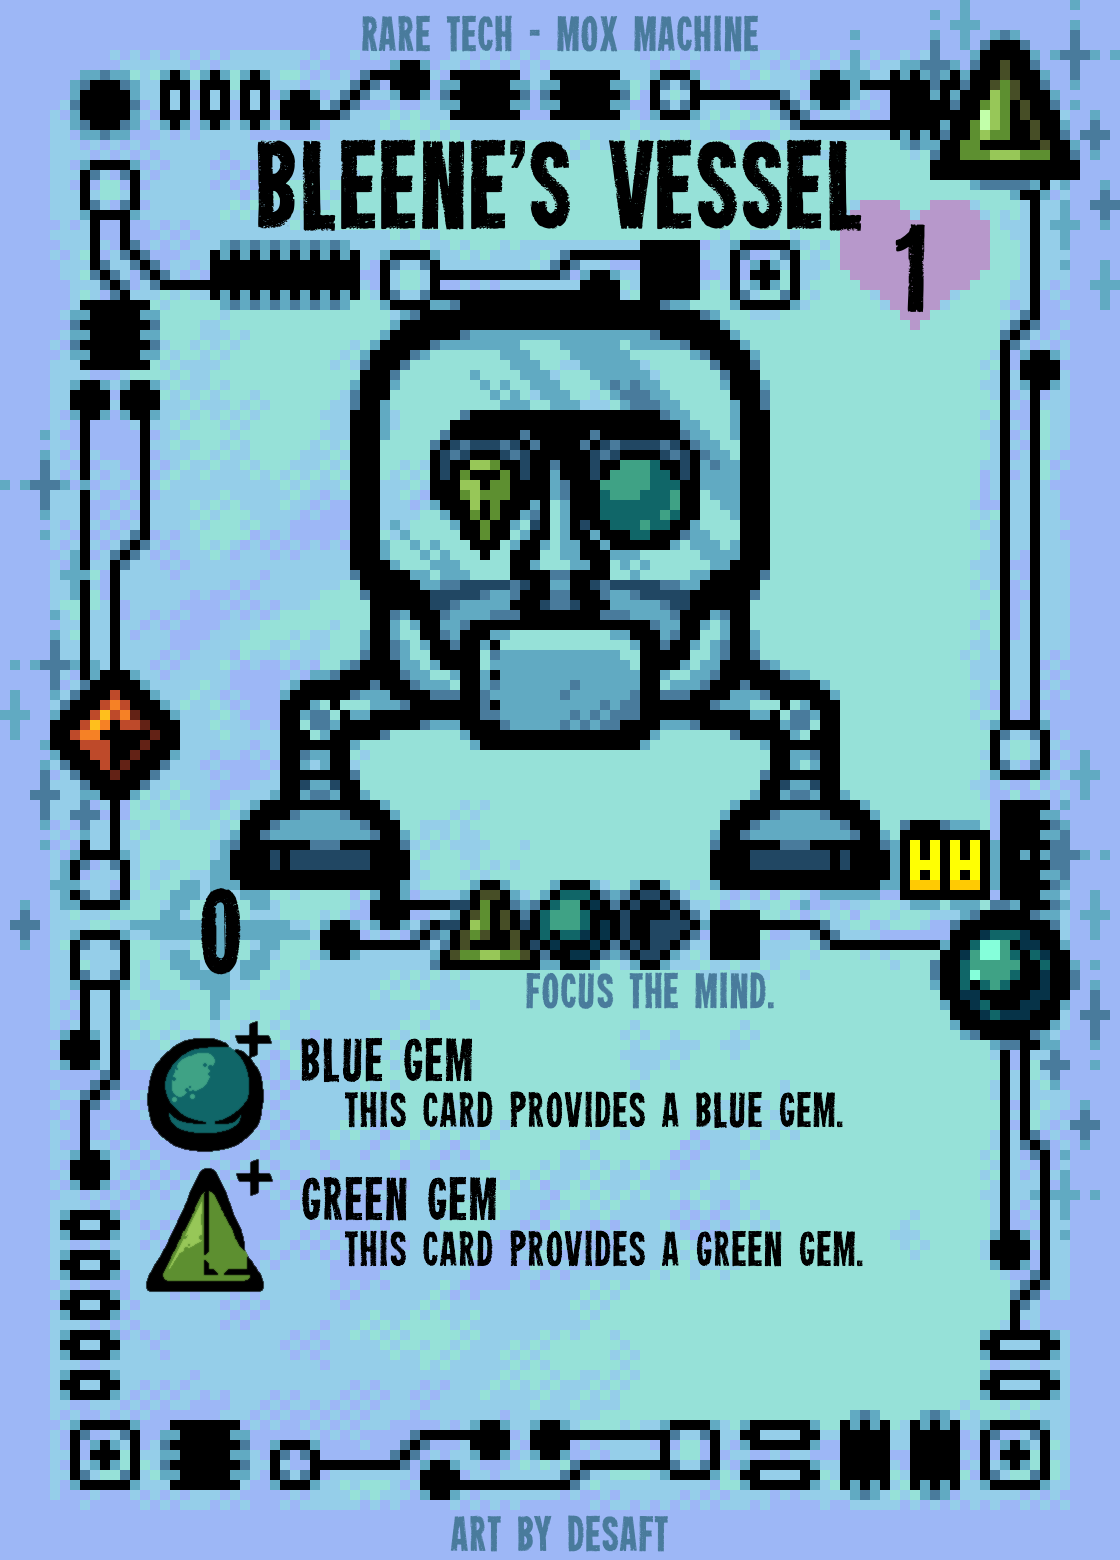 RARE TECH - MOX MACHINE
BLEENE'S VESSEL
1
0
FOCUS THE MIND.
BLUE GEM
THIS CARD PROVIDES A BLUE GEM.
GREEN GEM
THIS CARD PROVIDES A GREEN GEM.
ART BY DESAFT